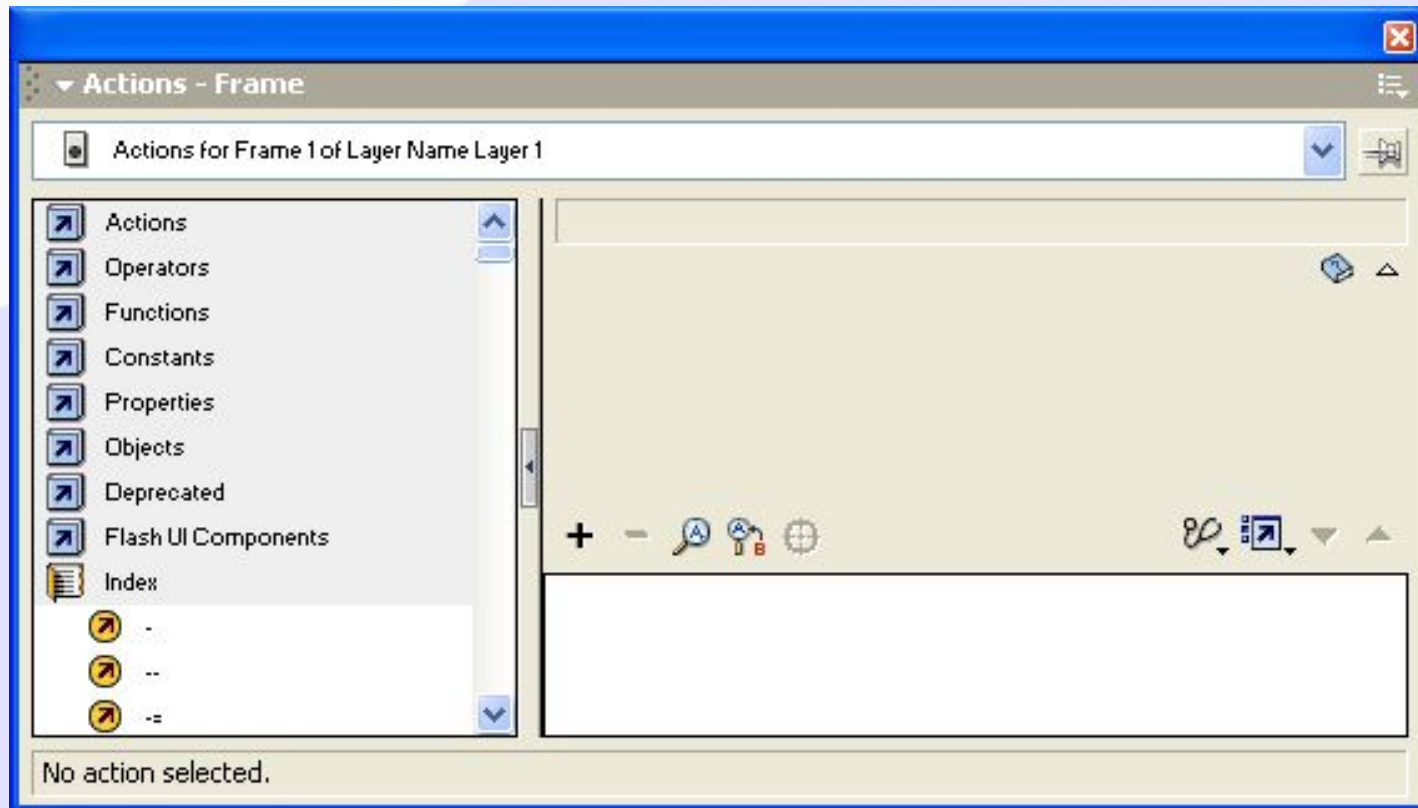 Actions - Frame
Actions for Frame 1 of Layer Name Layer 1
Actions
Operators
Functions
Constants
Properties
Objects
Deprecated
Flash UI Components
Index
-
--
-=
No action selected.